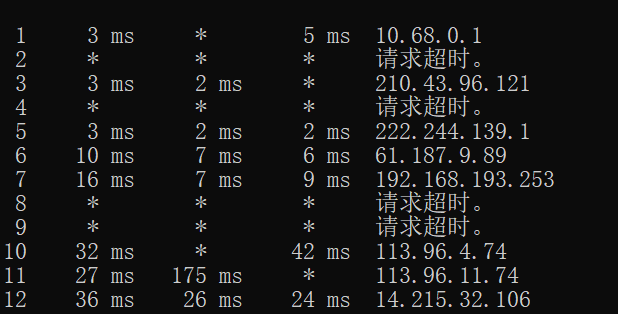 1 3 ms * 5 ms 10.68.0.1
2 * * * 请求超时。
3 3 ms 2 ms * 210.43.96.121
4 * * * 请求超时。
5 3 ms 2 ms 2 ms 222.244.139.1
6 10 ms 7 ms 6 ms 61.187.9.89
7 16 ms 7 ms 9 ms 192.168.193.253
8 * * * 请求超时。
9 * * * 请求超时。
10 32 ms * 42 ms 113.96.4.74
11 27 ms 175 ms * 113.96.11.74
12 36 ms 26 ms 24 ms 14.215.32.106